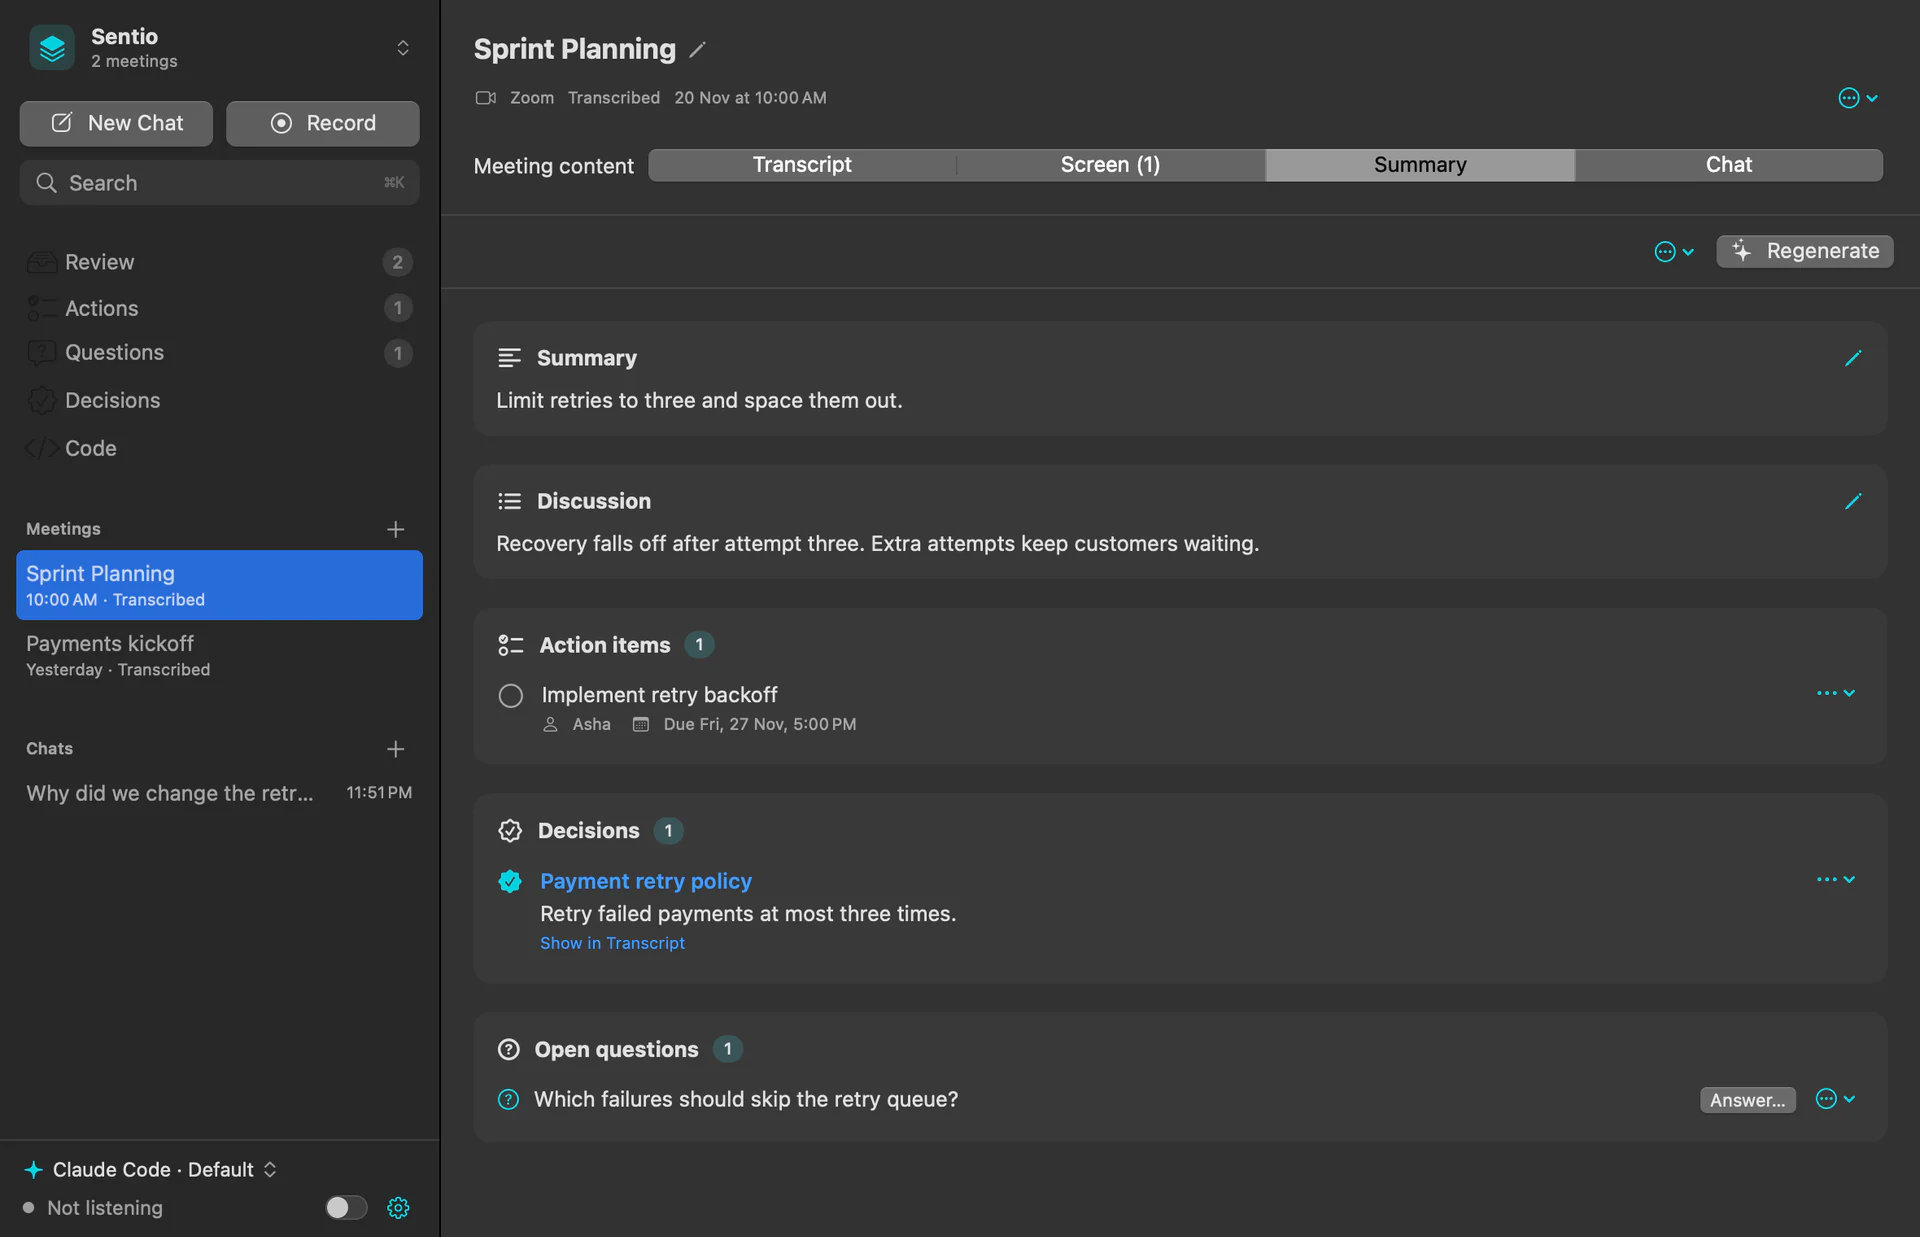 Sentio
2 meetings
New Chat
Record
Search
⌘K
Review
2
Actions
1
Questions
1
Decisions
Code
Meetings
Sprint Planning
10:00 AM · Transcribed
Payments kickoff
Yesterday · Transcribed
Chats
Why did we change the retr...
11:51 PM
Claude Code · Default
Not listening
Sprint Planning
Zoom Transcribed 20 Nov at 10:00 AM
Meeting content
Transcript
Screen (1)
Summary
Chat
Regenerate
Summary
Limit retries to three and space them out.
Discussion
Recovery falls off after attempt three. Extra attempts keep customers waiting.
Action items 1
Implement retry backoff
Asha Due Fri, 27 Nov, 5:00 PM
Decisions 1
Payment retry policy
Retry failed payments at most three times.
Show in Transcript
Open questions 1
Which failures should skip the retry queue?
Answer...